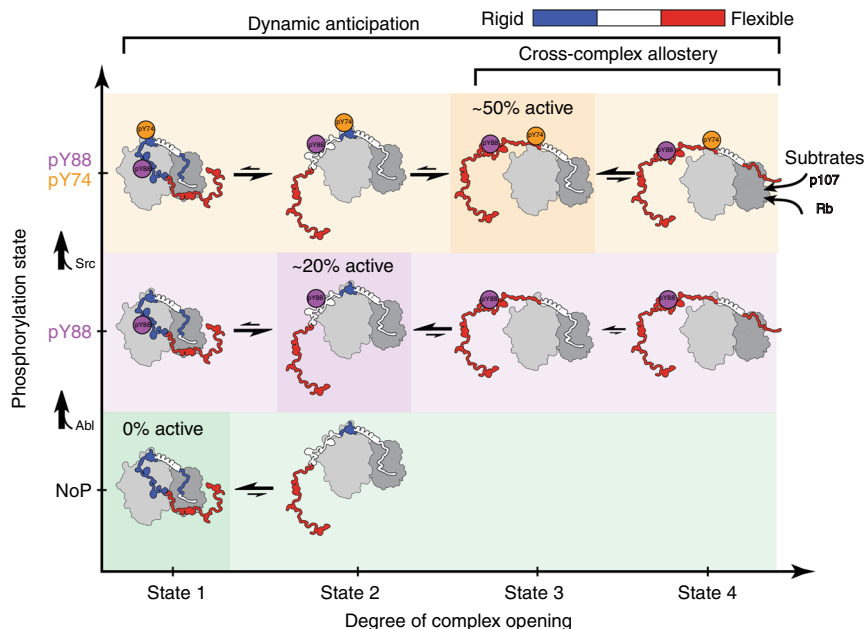 Rigid Flexible
Dynamic anticipation
Cross-complex allostery
~50% active
pY74
pY74
pY74
pY74
pY88
pY88
pY88
pY88
pY88
pY74
Subtrates
p107
Rb
Src
~20% active
pY88
pY88
pY88
pY88
pY88
Abl
0% active
NoP
Phosphorylation state
State 1 State 2 State 3 State 4
Degree of complex opening